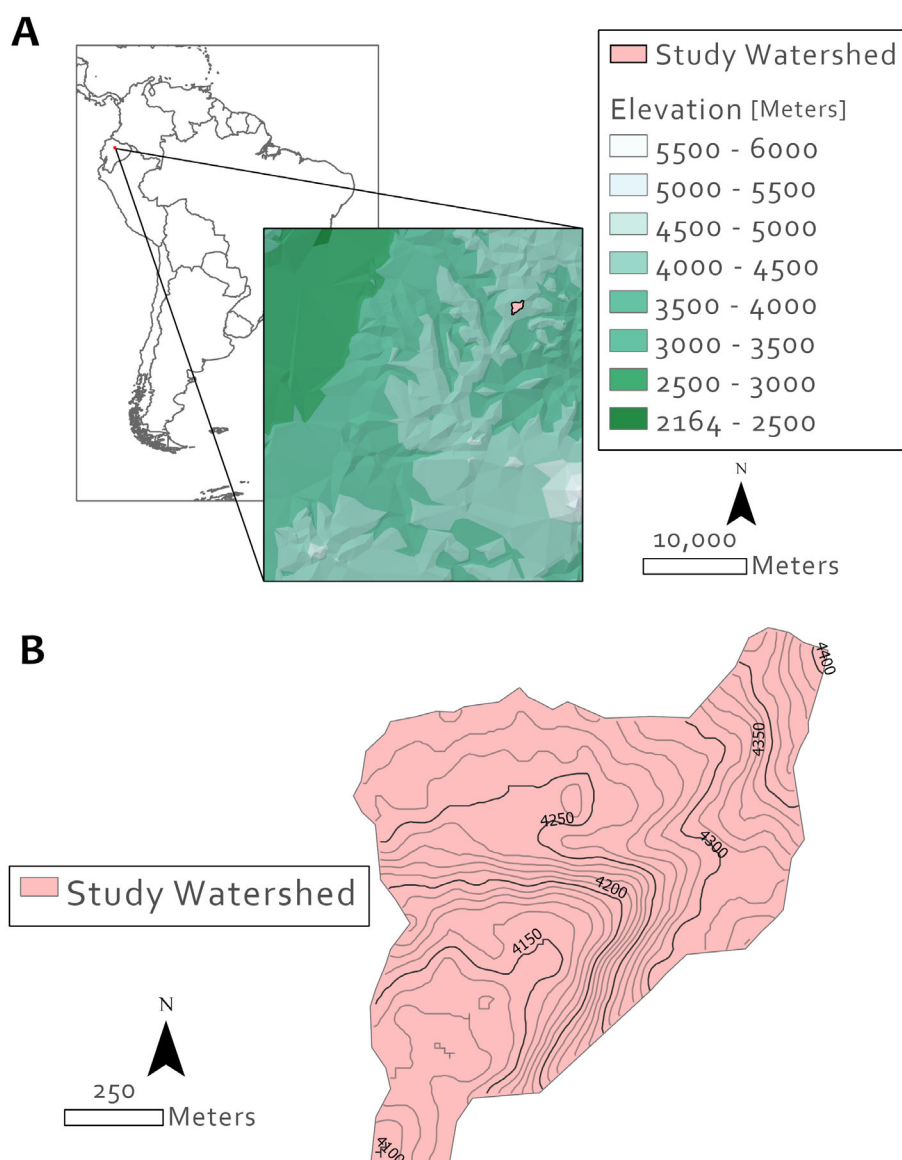 A
Study Watershed
Elevation [Meters]
5500 - 6000
5000 - 5500
4500 - 5000
4000 - 4500
3500 - 4000
3000 - 3500
2500 - 3000
2164 - 2500
N
10,000
Meters
B
4400
4350
4250
4300
4200
Study Watershed
4150
N
250
Meters
4100